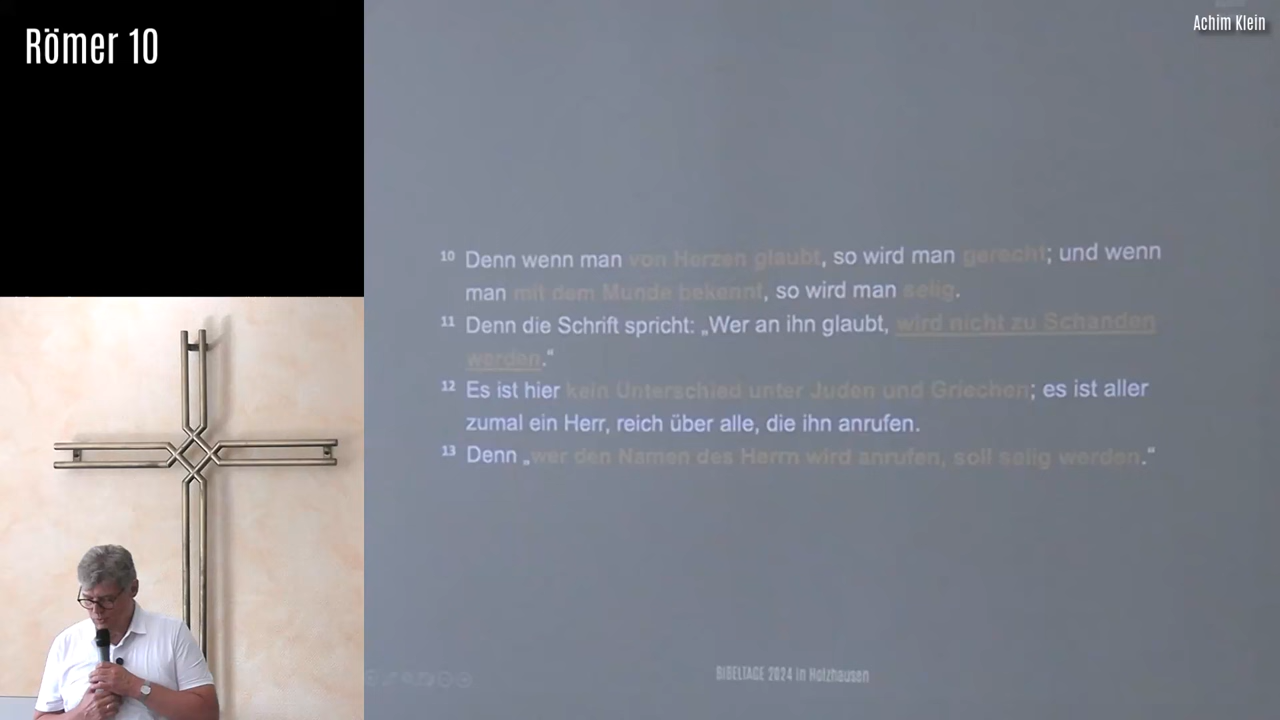 Römer 10
Achim Klein
10 Denn wenn man von Herzen glaubt, so wird man gerecht; und wenn
man mit dem Munde bekennt, so wird man selig.
11 Denn die Schrift spricht: „Wer an ihn glaubt, wird nicht zu Schanden
werden.“
12 Es ist hier kein Unterschied unter Juden und Griechen; es ist aller
zumal ein Herr, reich über alle, die ihn anrufen.
13 Denn „wer den Namen des Herrn wird anrufen, soll selig werden.“
BIBELTAGE 2024 in Holzhausen